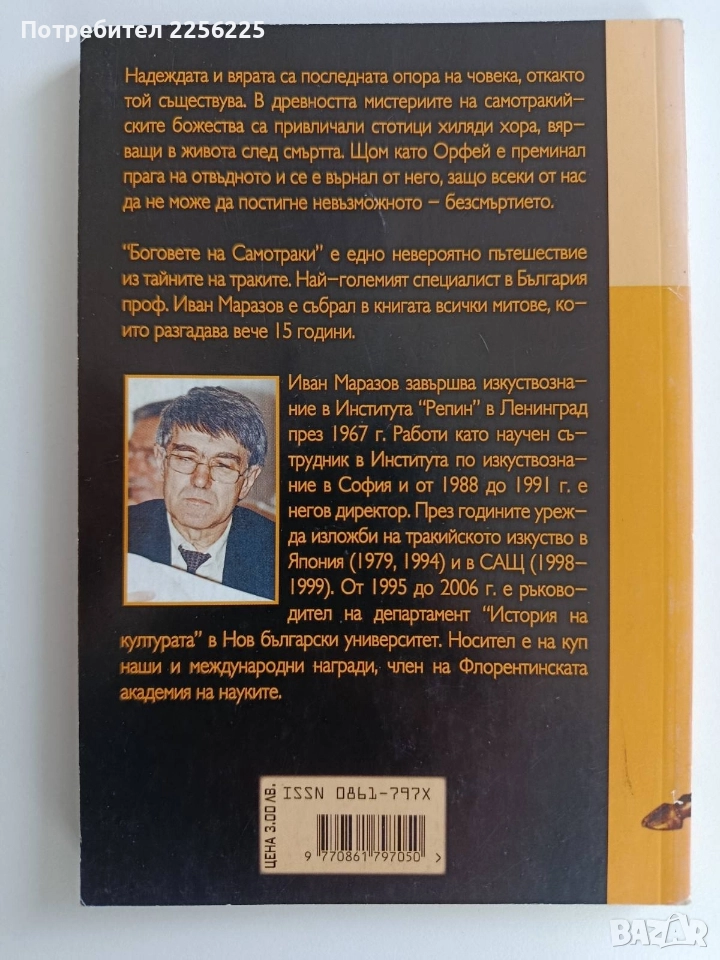 Потребител 2256225
Надеждата и вярата са последната опора на човека, откакто
той съществува. В древността мистериите на самотракий–
ските божества са привличали стотици хиляди хора, вяр–
ващи в живота след смъртта. Щом като Орфей е преминал
прага на отвъдното и се е върнал от него, защо всеки от нас
да не може да постигне невъзможното – безсмъртието.
"Боговете на Самотраки" е едно невероятно пътешествие
из тайните на траките. Най–големият специалист в България
проф. Иван Маразов е събрал в книгата всички митове, ко–
ито разгадава вече 15 години.
Иван Маразов завършва изкуствозна–
ние в Института "Репин" в Ленинград
през 1967 г. Работи като научен съ–
трудник в Института по изкуствозна–
ние в София и от 1988 до 1991 г. е
негов директор. През годините уреж–
да изложби на тракийското изкуство в
Япония (1979, 1994) и в САЩ (1998–
1999). От 1995 до 2006 г. е ръково–
дител на департамент "История на
културата" в Нов български университет. Носител е на куп
наши и международни награди, член на Флорентинската
академия на науките.
ЦЕНА 3.00 ЛВ.
ISSN 0861-797X
9 770861 797050 >
BAZAR